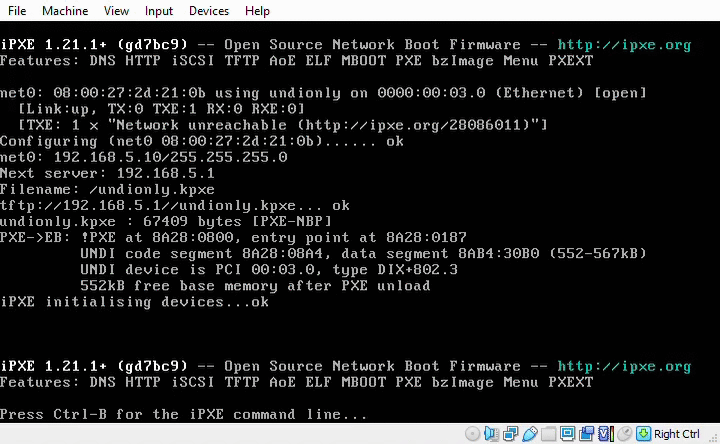 File Machine View Input Devices Help
iPXE 1.21.1+ (gd7bc9) -- Open Source Network Boot Firmware -- http://ipxe.org
Features: DNS HTTP iSCSI TFTP AoE ELF MBOOT PXE bzImage Menu PXEXT
net0: 08:00:27:2d:21:0b using undionly on 0000:00:03.0 (Ethernet) [open]
[Link:up, TX:0 TXE:1 RX:0 RXE:0]
[TXE: 1 x "Network unreachable (http://ipxe.org/28086011)"]
Configuring (net0 08:00:27:2d:21:0b)...... ok
net0: 192.168.5.10/255.255.255.0
Next server: 192.168.5.1
Filename: /undionly.kpxe
tftp://192.168.5.1//undionly.kpxe... ok
undionly.kpxe : 67409 bytes [PXE-NBP]
PXE->EB: !PXE at 8A28:0800, entry point at 8A28:0187
UNDI code segment 8A28:08A4, data segment 8AB4:30B0 (552-567kB)
UNDI device is PCI 00:03.0, type DIX+802.3
552kB free base memory after PXE unload
iPXE initialising devices...ok
iPXE 1.21.1+ (gd7bc9) -- Open Source Network Boot Firmware -- http://ipxe.org
Features: DNS HTTP iSCSI TFTP AoE ELF MBOOT PXE bzImage Menu PXEXT
Press Ctrl-B for the iPXE command line...
Right Ctrl